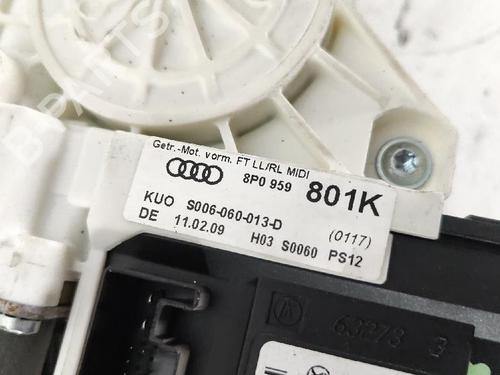 Getr.-Mot. vorm. FT LL/RL MIDI
8P0 959 801K
KUO S006-060-013-D (0117)
DE 11.02.09 H03 S0060 PS12
A 63278 3